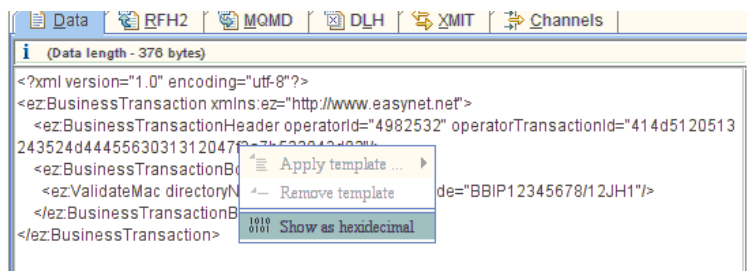 Data RFH2 MQMD DLH XMIT Channels
i (Data length - 376 bytes)
<?xml version="1.0" encoding="utf-8"?>
<ez:BusinessTransaction xmlns:ez="http://www.easynet.net">
<ez:BusinessTransactionHeader operatorId="4982532" operatorTransactionId="414d5120513
243524d4445563031312047
<ez:BusinessTransactionBo
Apply template ...
<ez:ValidateMac directoryN
Remove template
de="BBIP12345678/12JH1"/>
</ez:BusinessTransactionB
1010
0101
Show as hexidecimal
</ez:BusinessTransaction>